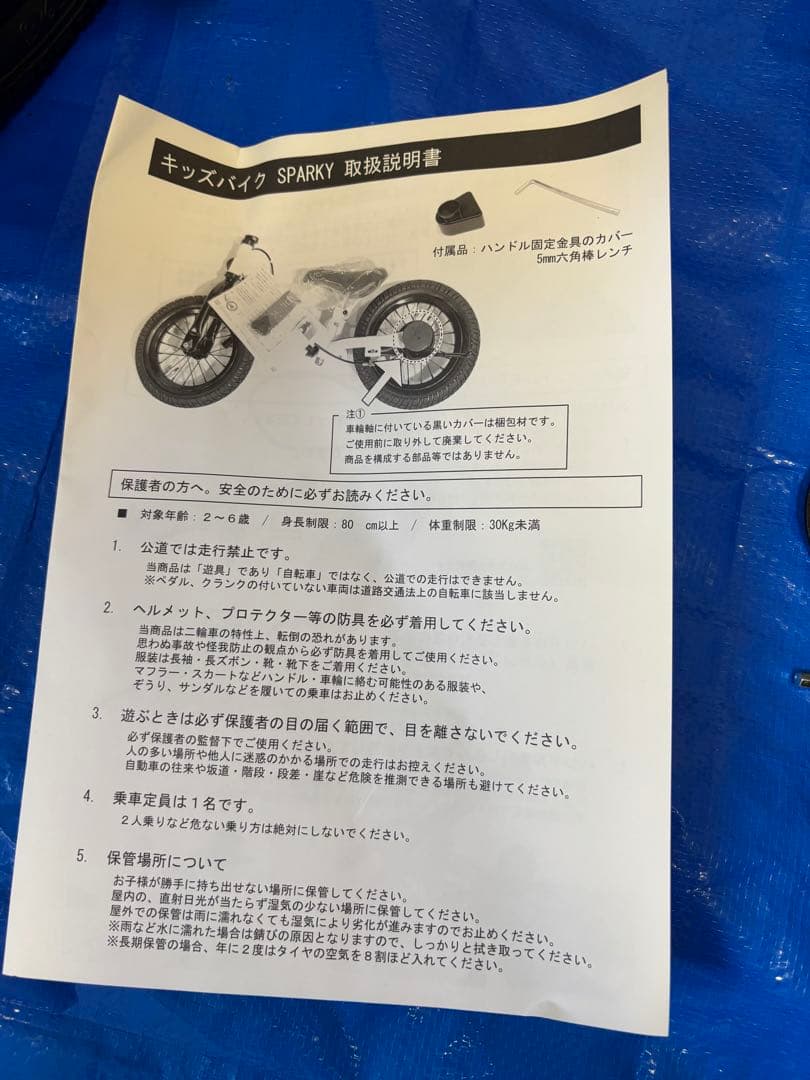 キッズバイク SPARKY 取扱説明書
付属品：ハンドル固定金具のカバー
5mm六角棒レンチ
注①
車輪軸に付いている黒いカバーは梱包材です。
ご使用前に取り外して廃棄してください。
商品を構成する部品等ではありません。
保護者の方へ。安全のために必ずお読みください。
■ 対象年齢：２～６歳 / 身長制限：80 cm以上 / 体重制限：30Kg未満
1. 公道では走行禁止です。
当商品は「遊具」であり「自転車」ではなく、公道での走行はできません。
※ペダル、クランクの付いていない車両は道路交通法上の自転車に該当しません。
2. ヘルメット、プロテクター等の防具を必ず着用してください。
当商品は二輪車の特性上、転倒の恐れがあります。
思わぬ事故や怪我防止の観点から必ず防具を着用してご使用ください。
服装は長袖・長ズボン・靴・靴下をご着用ください。
マフラー・スカートなどハンドル・車輪に絡む可能性のある服装や、
ぞうり、サンダルなどを履いての乗車はお止めください。
3. 遊ぶときは必ず保護者の目の届く範囲で、目を離さないでください。
必ず保護者の監督下でご使用ください。
人の多い場所や他人に迷惑のかかる場所での走行はお控えください。
自動車の往来や坂道・階段・段差・崖など危険を推測できる場所も避けてください。
4. 乗車定員は１名です。
２人乗りなど危ない乗り方は絶対にしないでください。
5. 保管場所について
お子様が勝手に持ち出せない場所に保管してください。
屋内の、直射日光が当たらず湿気の少ない場所に保管してください。
屋外での保管は雨に濡れなくても湿気により劣化が進みますのでお止めください。
※雨など水に濡れた場合は錆びの原因となりますので、しっかりと拭き取ってください。
※長期保管の場合、年に２度はタイヤの空気を８割ほど入れてください。